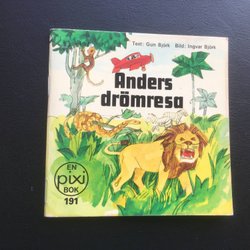 Text: Gun Björk Bild: Ingvar Björk
Anders
drömresa
EN
pixi
BOK
191